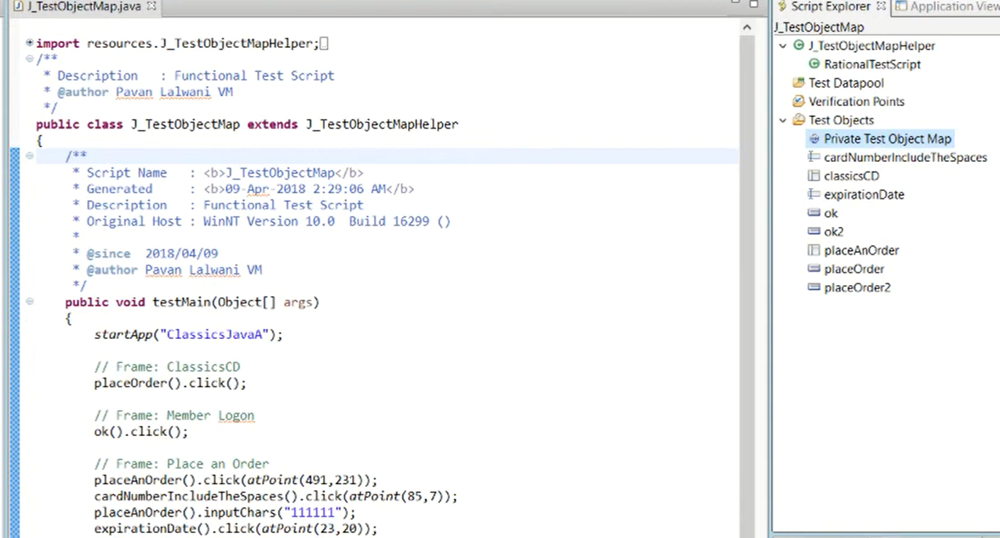 J_TestObjectMap.java
import resources.J_TestObjectMapHelper;
/**
* Description : Functional Test Script
* @author Pavan Lalwani VM
*/
public class J_TestObjectMap extends J_TestObjectMapHelper
{
/**
* Script Name : <b>J_TestObjectMap</b>
* Generated : <b>09-Apr-2018 2:29:06 AM</b>
* Description : Functional Test Script
* Original Host : WinNT Version 10.0 Build 16299 ()
*
* @since 2018/04/09
* @author Pavan Lalwani VM
*/
public void testMain(Object[] args)
{
startApp("ClassicsJavaA");
// Frame: ClassicsCD
placeOrder().click();
// Frame: Member Logon
ok().click();
// Frame: Place an Order
placeAnOrder().click(atPoint(491,231));
cardNumberIncludeTheSpaces().click(atPoint(85,7));
placeAnOrder().inputChars("111111");
expirationDate().click(atPoint(23,20));
Script Explorer
Application View
J_TestObjectMap
J_TestObjectMapHelper
RationalTestScript
Test Datapool
Verification Points
Test Objects
Private Test Object Map
cardNumberIncludeTheSpaces
classicsCD
expirationDate
ok
ok2
placeAnOrder
placeOrder
placeOrder2